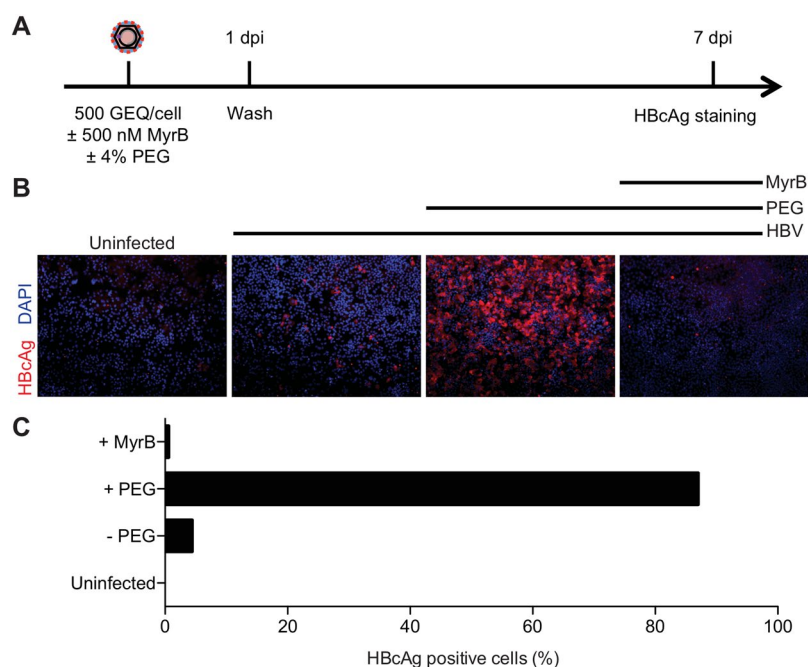 A
1 dpi
7 dpi
500 GEQ/cell
± 500 nM MyrB
± 4% PEG
Wash
HBcAg staining
B
MyrB
PEG
HBV
Uninfected
HBcAg DAPI
C
+ MyrB
+ PEG
- PEG
Uninfected
0 20 40 60 80 100
HBcAg positive cells (%)